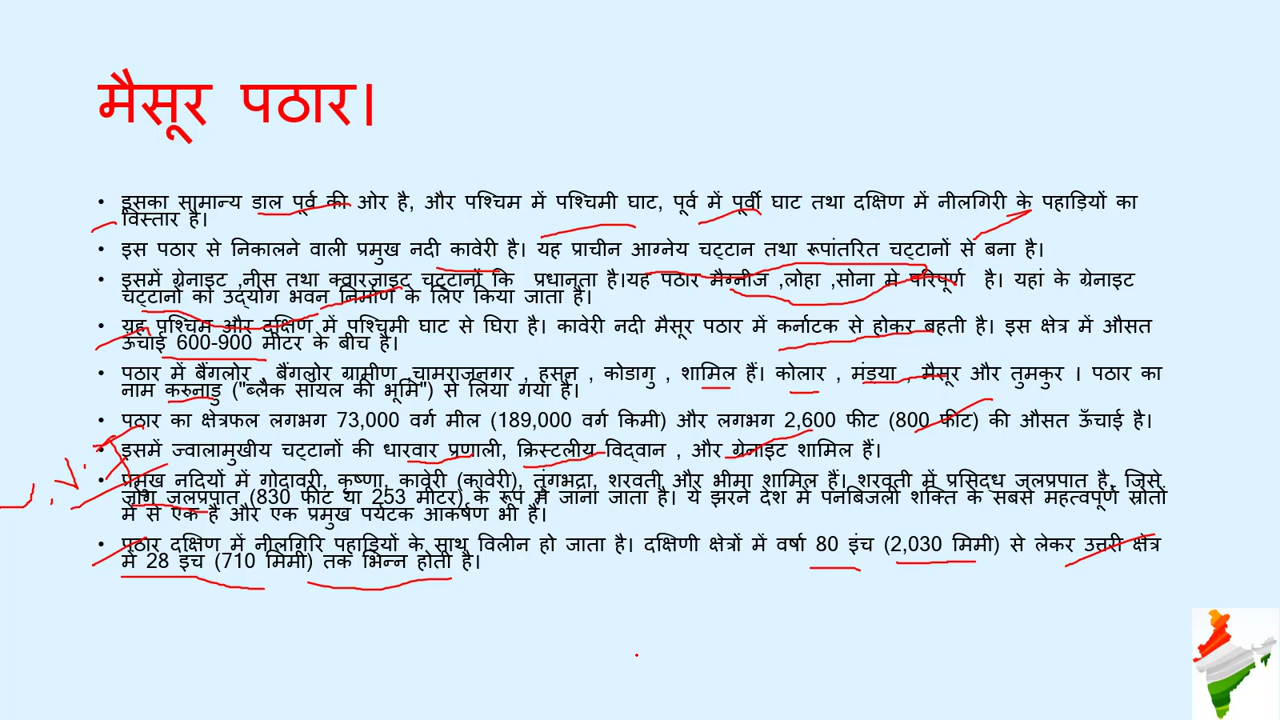 मैसूर पठार।
• इसका सामान्य डाल पूर्व की ओर है, और पश्चिम में पश्चिमी घाट, पूर्व में पूर्वी घाट तथा दक्षिण में नीलगिरी के पहाड़ियों का
विस्तार है।
• इस पठार से निकालने वाली प्रमुख नदी कावेरी है। यह प्राचीन आग्नेय चट्टान तथा रूपांतरित चट्टानों से बना है।
• इसमें ग्रेनाइट ,नीस तथा क्वारज़ाइट चट्टानों कि प्रधानता है।यह पठार मैग्नीज ,लोहा ,सोना मे परिपूर्ण है। यहां के ग्रेनाइट
चट्टानों को उद्योग भवन निर्माण के लिए किया जाता है।
• यह पश्चिम और दक्षिण में पश्चिमी घाट से घिरा है। कावेरी नदी मैसूर पठार में कर्नाटक से होकर बहती है। इस क्षेत्र में औसत
ऊंचाई 600-900 मीटर के बीच है।
• पठार में बैंगलोर , बैंगलोर ग्रामीण ,चामराजनगर , हसन , कोडागु , शामिल हैं। कोलार , मंड्या , मैसूर और तुमकुर । पठार का
नाम करुनाडु ("ब्लैक सॉयल की भूमि") से लिया गया है।
• पठार का क्षेत्रफल लगभग 73,000 वर्ग मील (189,000 वर्ग किमी) और लगभग 2,600 फीट (800 फीट) की औसत ऊँचाई है।
• इसमें ज्वालामुखीय चट्टानों की धारवार प्रणाली, क्रिस्टलीय विद्वान , और ग्रेनाइट शामिल हैं।
• प्रमुख नदियों में गोदावरी, कृष्णा, कावेरी (कावेरी), तुंगभद्रा, शरवती और भीमा शामिल हैं। शरवती में प्रसिद्ध जलप्रपात है, जिसे
जोग जलप्रपात (830 फीट या 253 मीटर) के रूप में जाना जाता है। ये झरने देश में पनबिजली शक्ति के सबसे महत्वपूर्ण स्रोतों
में से एक हैं और एक प्रमुख पर्यटक आकर्षण भी हैं।
• पठार दक्षिण में नीलगिरि पहाड़ियों के साथ विलीन हो जाता है। दक्षिणी क्षेत्रों में वर्षा 80 इंच (2,030 मिमी) से लेकर उत्तरी क्षेत्र
में 28 इंच (710 मिमी) तक भिन्न होती है।